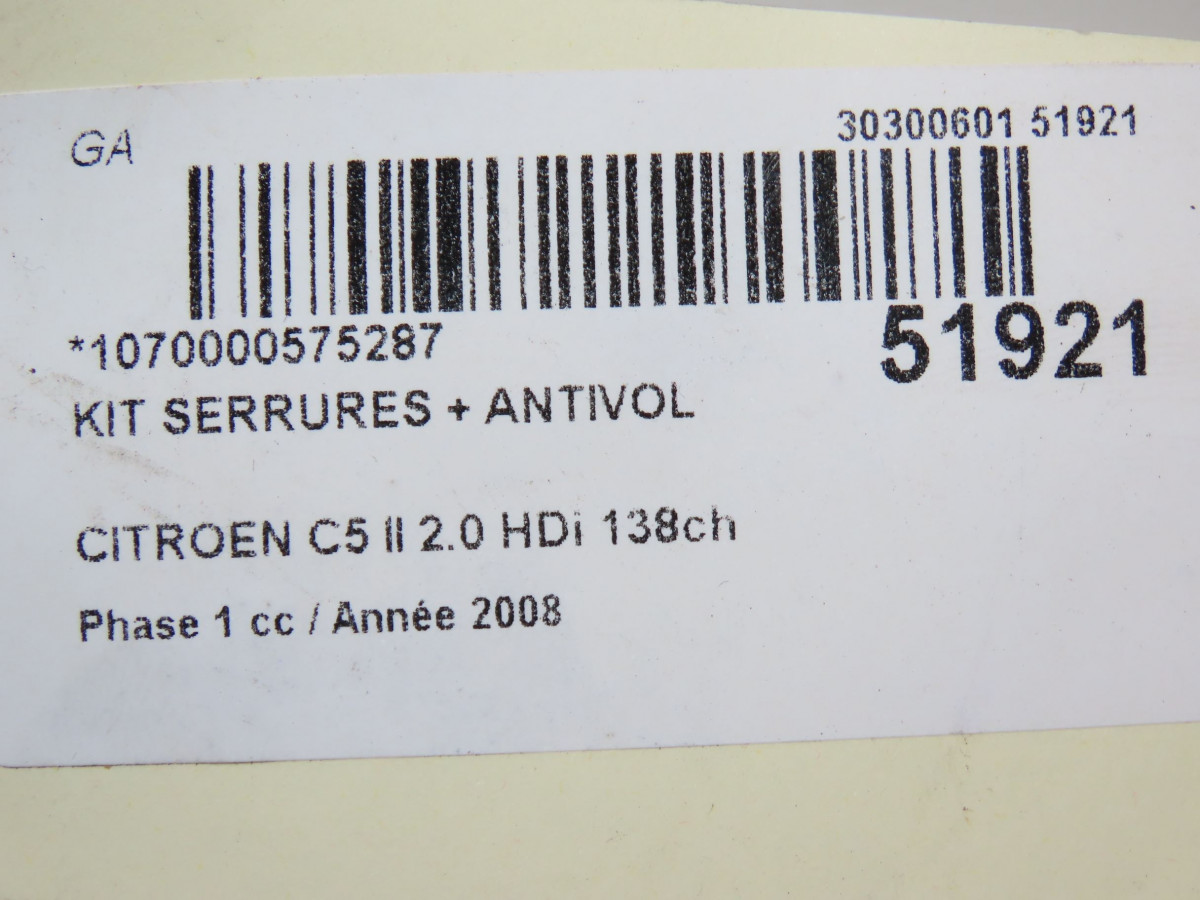 GA
30300601 51921
*1070000575287
51921
KIT SERRURES + ANTIVOL
CITROEN C5 II 2.0 HDi 138ch
Phase 1 cc / Année 2008